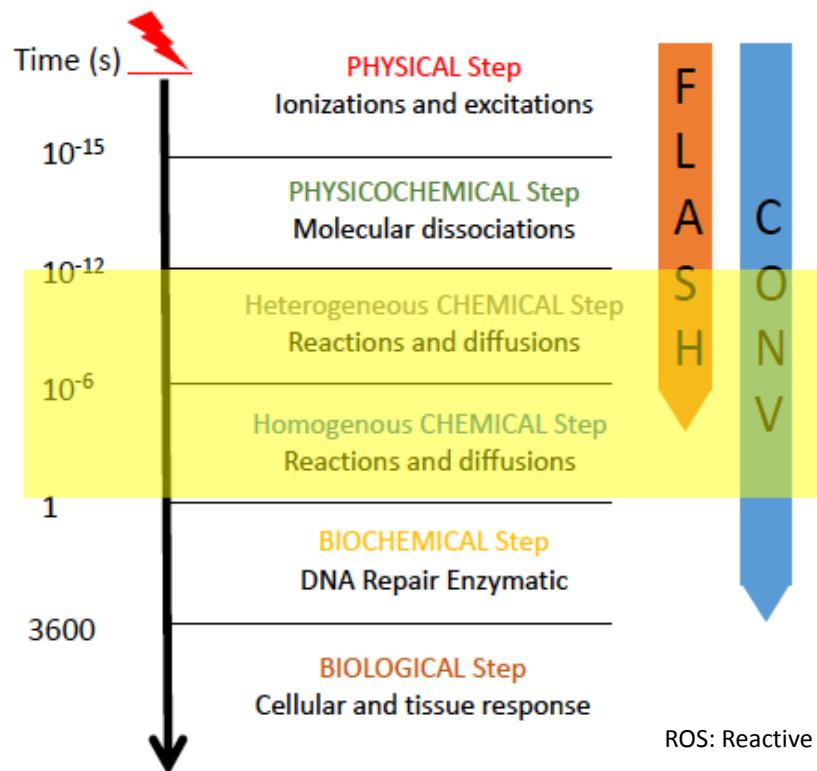 Time (s)
PHYSICAL Step
Ionizations and excitations
10-15
PHYSICOCHEMICAL Step
Molecular dissociations
10-12
Heterogeneous CHEMICAL Step
Reactions and diffusions
10-6
Homogenous CHEMICAL Step
Reactions and diffusions
1
BIOCHEMICAL Step
DNA Repair Enzymatic
3600
BIOLOGICAL Step
Cellular and tissue response
FLASH
CONV
ROS: Reactive